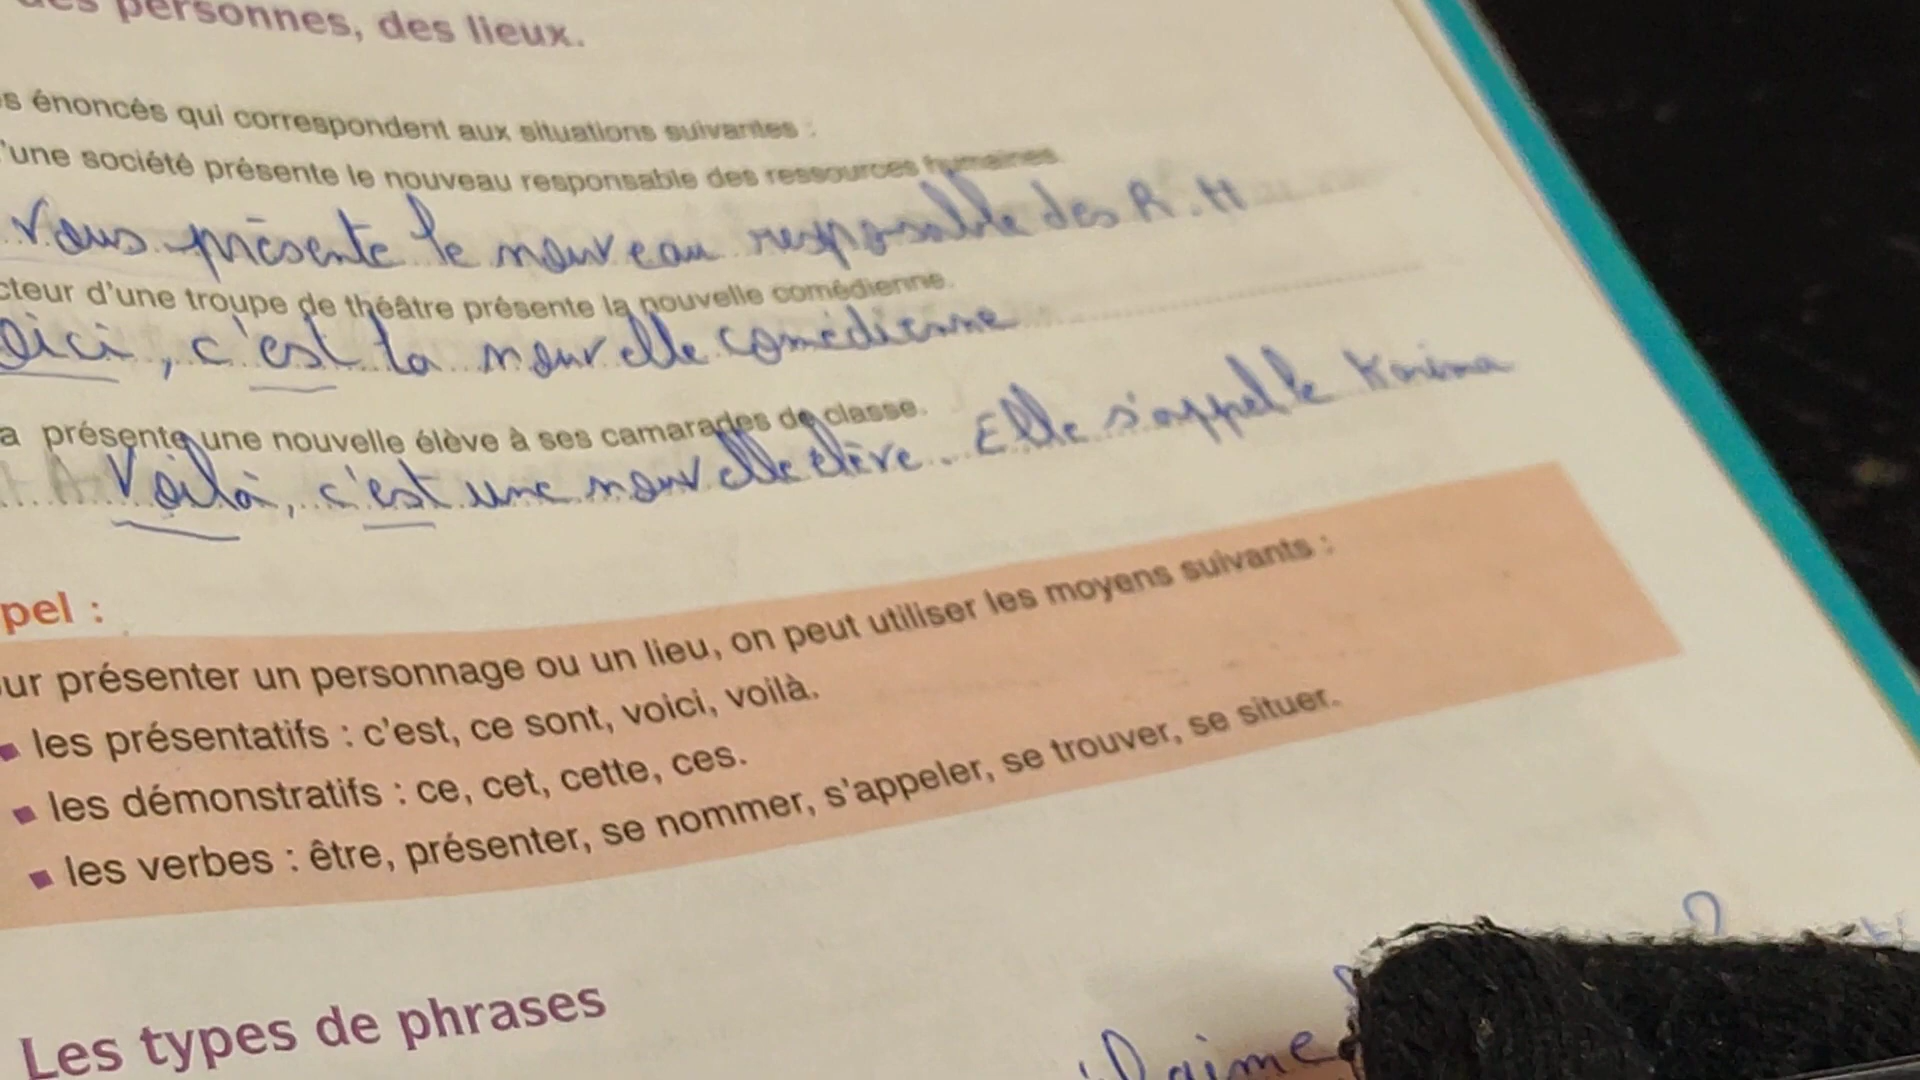 des personnes, des lieux.
s énoncés qui correspondent aux situations suivantes :
'une société présente le nouveau responsable des ressources humaines.
Vous présente le nouveau resposable des R.H
cteur d'une troupe de théâtre présente la nouvelle comédienne.
oici, c'est la nouvelle comédienne
a présente une nouvelle élève à ses camarades de classe.
Voilà, c'est une nouvelle élève. Elle s'appelle Karima
pel :
ur présenter un personnage ou un lieu, on peut utiliser les moyens suivants :
les présentatifs : c'est, ce sont, voici, voilà.
les démonstratifs : ce, cet, cette, ces.
les verbes : être, présenter, se nommer, s'appeler, se trouver, se situer.
Les types de phrases